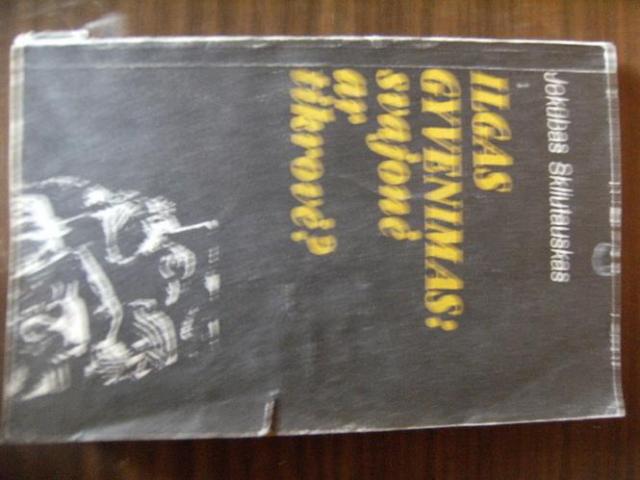 Jokūbas Skliutauskas
ILGAS
GYVENIMAS:
svajonė
ar
tikrovė?